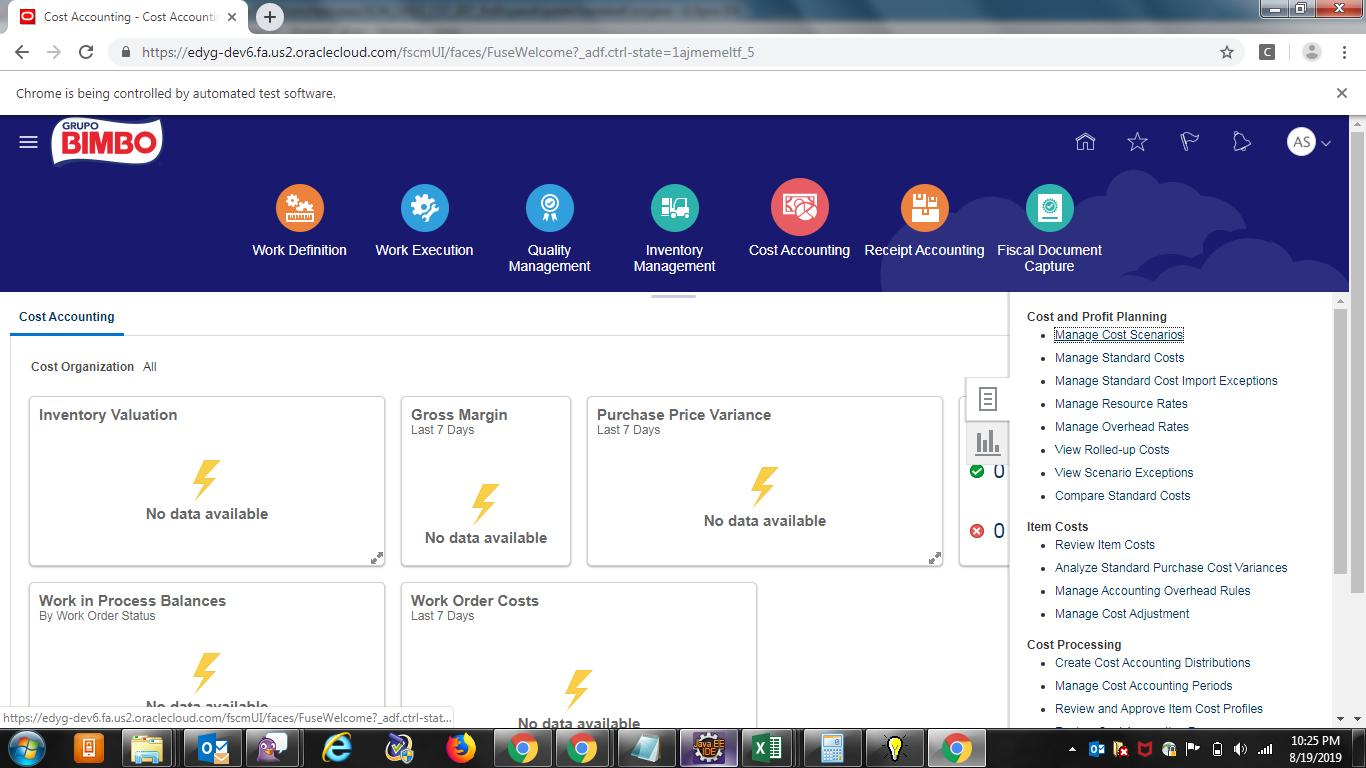 Cost Accounting - Cost Accounti
https://edyg-dev6.fa.us2.oraclecloud.com/fscmUI/faces/FuseWelcome?_adf.ctrl-state=1ajmemeltf_5
C
Chrome is being controlled by automated test software.
GRUPO
BIMBO
AS
Work Definition
Work Execution
Quality
Management
Inventory
Management
Cost Accounting
Receipt Accounting
Fiscal Document
Capture
Cost Accounting
Cost Organization All
Inventory Valuation
No data available
Gross Margin
Last 7 Days
No data available
Purchase Price Variance
Last 7 Days
No data available
0
0
Work in Process Balances
By Work Order Status
No data available
Work Order Costs
Last 7 Days
No data available
Cost and Profit Planning
Manage Cost Scenarios
Manage Standard Costs
Manage Standard Cost Import Exceptions
Manage Resource Rates
Manage Overhead Rates
View Rolled-up Costs
View Scenario Exceptions
Compare Standard Costs
Item Costs
Review Item Costs
Analyze Standard Purchase Cost Variances
Manage Accounting Overhead Rules
Manage Cost Adjustment
Cost Processing
Create Cost Accounting Distributions
Manage Cost Accounting Periods
Review and Approve Item Cost Profiles
https://edyg-dev6.fa.us2.oraclecloud.com/fscmUI/faces/FuseWelcome?_adf.ctrl-stat...
Java EE
IDE
10:25 PM
8/19/2019